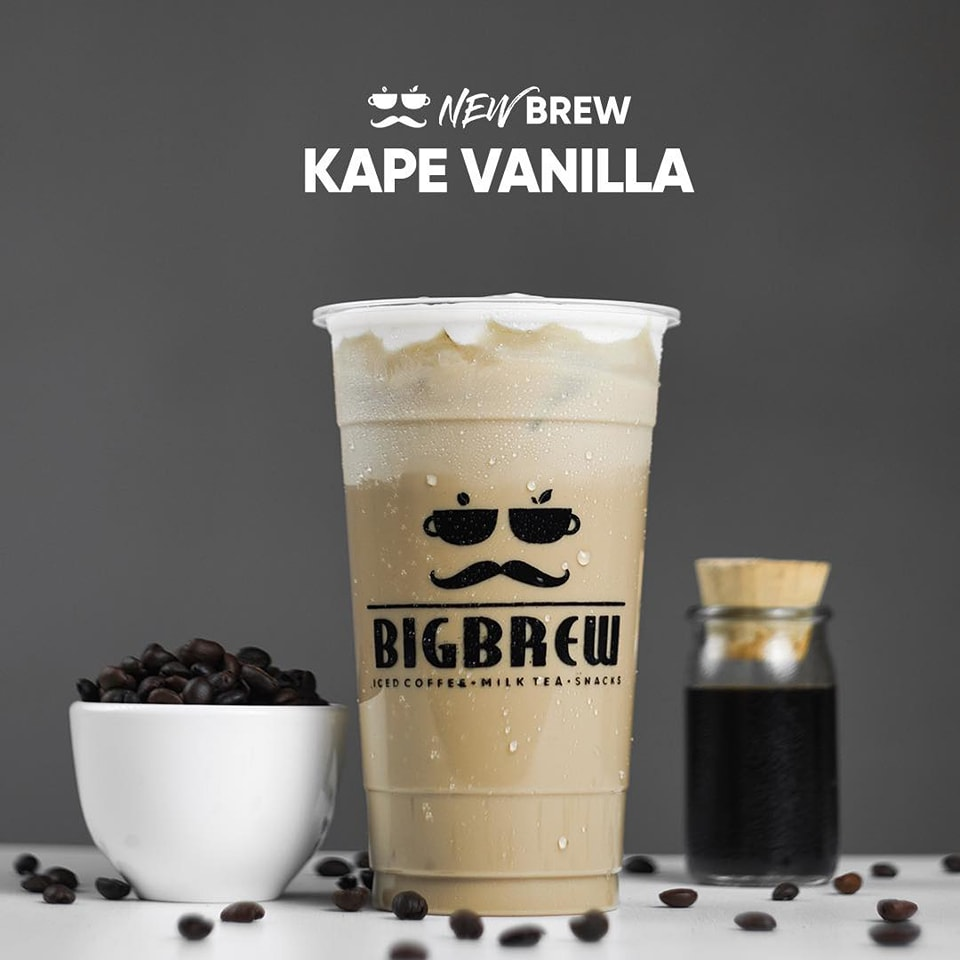 NEW BREW
KAPE VANILLA
BIGBREW
ICED COFFEE • MILK TEA • SNACKS